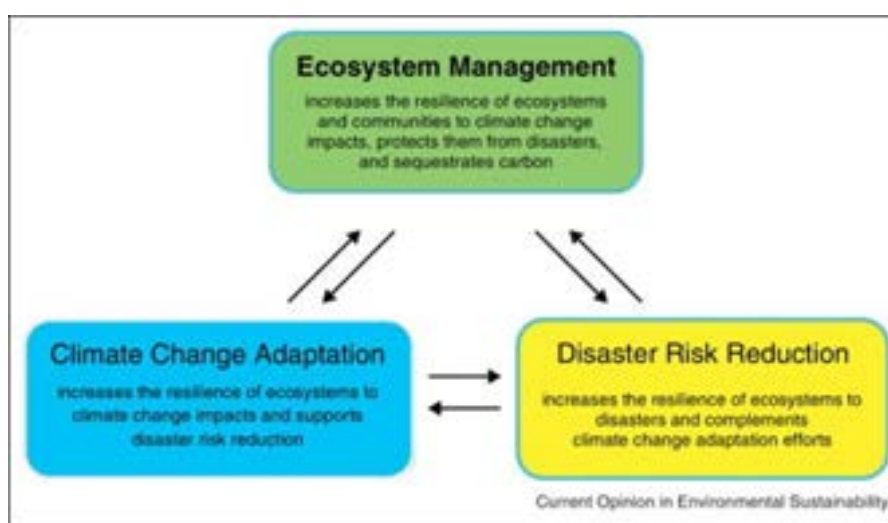 Ecosystem Management
increases the resilience of ecosystems
and communities to climate change
impacts, protects them from disasters,
and sequestrates carbon
Climate Change Adaptation
increases the resilience of ecosystems to
climate change impacts and supports
disaster risk reduction
Disaster Risk Reduction
increases the resilience of ecosystems to
disasters and complements
climate change adaptation efforts
Current Opinion in Environmental Sustainability